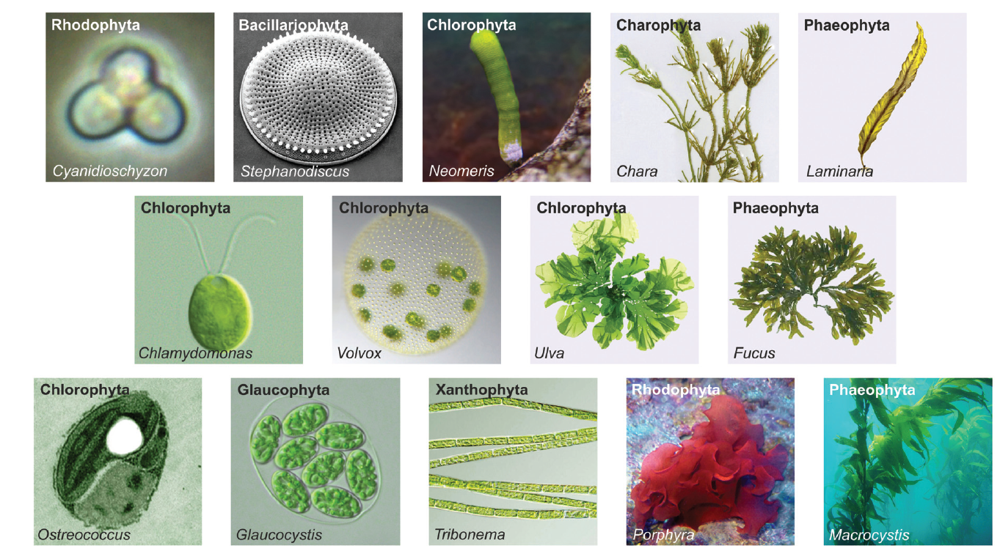 Rhodophyta
Bacillariophyta
Chlorophyta
Charophyta
Phaeophyta
Cyanidioschyzon
Stephanodiscus
Neomeris
Chara
Laminaria
Chlorophyta
Chlorophyta
Chlorophyta
Phaeophyta
Chlamydomonas
Volvox
Ulva
Fucus
Chlorophyta
Glaucophyta
Xanthophyta
Rhodophyta
Phaeophyta
Ostreococcus
Glaucocystis
Tribonema
Porphyra
Macrocystis